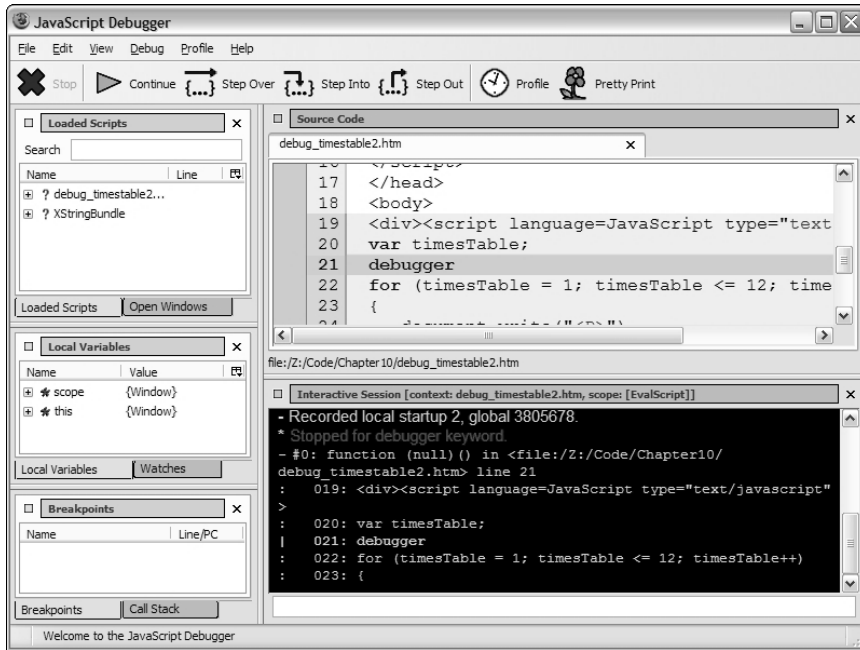 JavaScript Debugger
File Edit View Debug Profile Help
Stop Continue {...} Step Over {...} Step Into {...} Step Out Profile Pretty Print
Loaded Scripts
Search
Name Line
? debug_timestable2...
? XStringBundle
Loaded Scripts Open Windows
Local Variables
Name Value
scope {Window}
this {Window}
Local Variables Watches
Breakpoints
Name Line/PC
Breakpoints Call Stack
Source Code
debug_timestable2.htm
16 </script>
17 </head>
18 <body>
19 <div><script language=JavaScript type="text
20 var timesTable;
21 debugger
22 for (timesTable = 1; timesTable <= 12; time
23 {
24 document.write("<P>")
file:/Z:/Code/Chapter10/debug_timestable2.htm
Interactive Session [context: debug_timestable2.htm, scope: [EvalScript]]
- Recorded local startup 2, global 3805678.
* Stopped for debugger keyword.
- #0: function (null)() in <file:/Z:/Code/Chapter10/
debug_timestable2.htm> line 21
: 019: <div><script language=JavaScript type="text/javascript"
>
: 020: var timesTable;
| 021: debugger
: 022: for (timesTable = 1; timesTable <= 12; timesTable++)
: 023: {
Welcome to the JavaScript Debugger